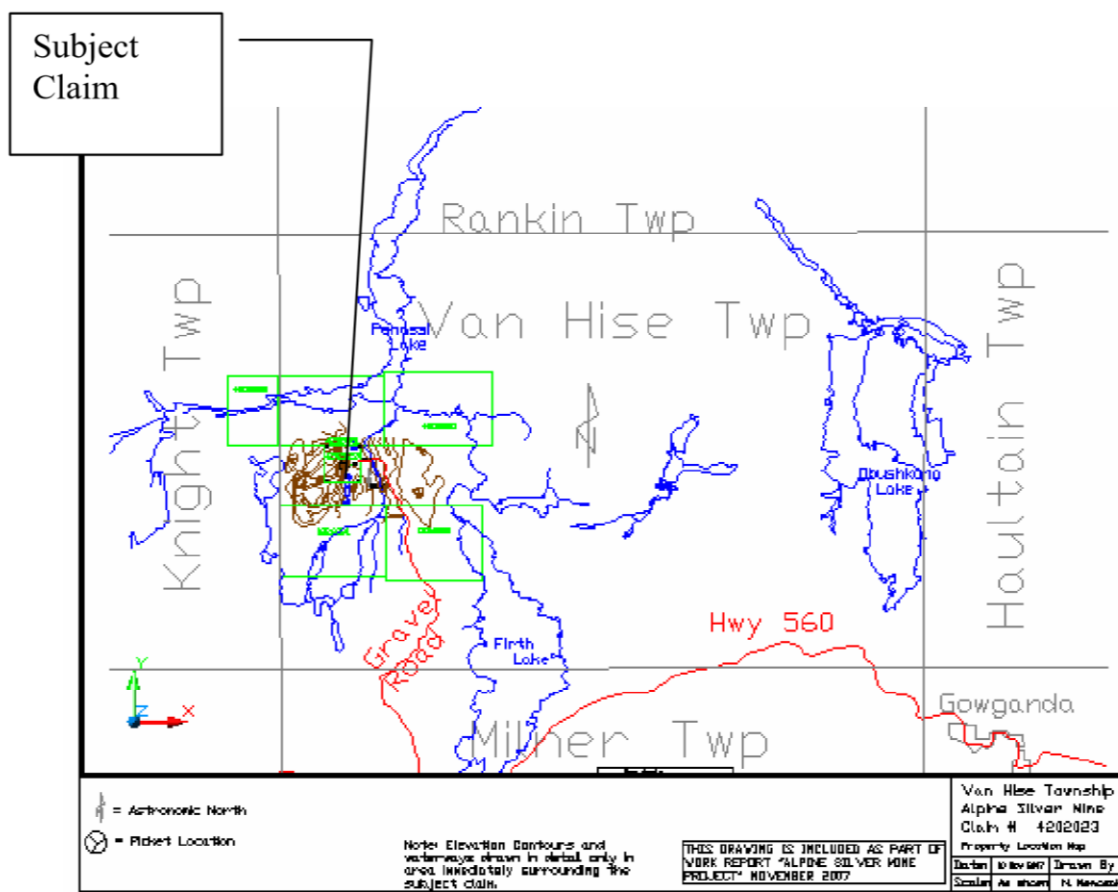 Subject
Claim
Rankin Twp
Van Hise Twp
Knight Twp
Haultain Twp
Lake
Obushkong
Lake
Hwy 560
Gravel
Road
Firth
Lake
Gowganda
Milner Twp
Y
Z
X
N
= Astronomic North
= Picket Location
Note: Elevation Contours and
waterways drawn in detail only in
area immediately surrounding the
subject claim.
THIS DRAWING IS INCLUDED AS PART OF
WORK REPORT "ALPINE SILVER MINE
PROJECT" NOVEMBER 2007
Van Hise Township
Alpine Silver Mine
Claim # 4202023
Property Location Map
Drawn By
As shown